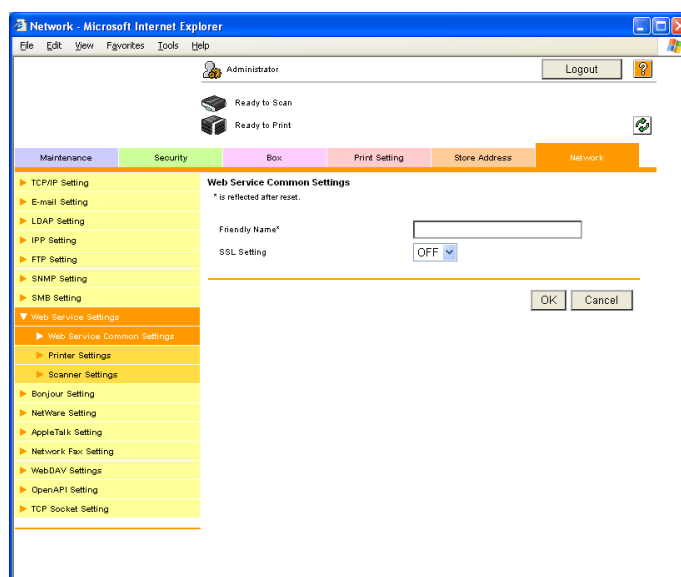 Network - Microsoft Internet Explorer
File Edit View Favorites Tools Help
Administrator
Logout
?
Ready to Scan
Ready to Print
Maintenance Security Box Print Setting Store Address Network
TCP/IP Setting
E-mail Setting
LDAP Setting
IPP Setting
FTP Setting
SNMP Setting
SMB Setting
Web Service Settings
Web Service Common Settings
Printer Settings
Scanner Settings
Bonjour Setting
NetWare Setting
AppleTalk Setting
Network Fax Setting
WebDAV Settings
OpenAPI Setting
TCP Socket Setting
Web Service Common Settings
* is reflected after reset.
Friendly Name*
SSL Setting OFF
OK Cancel